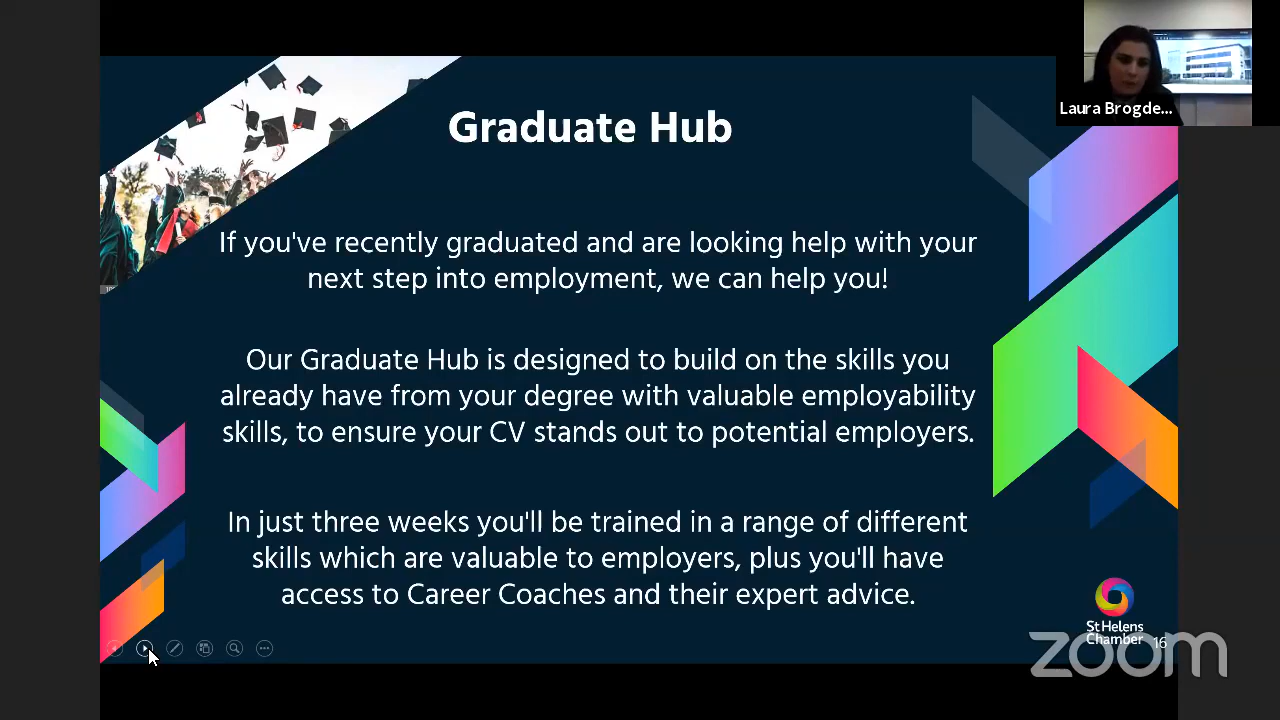 Graduate Hub
Laura Brogde...
If you've recently graduated and are looking help with your
next step into employment, we can help you!
Our Graduate Hub is designed to build on the skills you
already have from your degree with valuable employability
skills, to ensure your CV stands out to potential employers.
In just three weeks you'll be trained in a range of different
skills which are valuable to employers, plus you'll have
access to Career Coaches and their expert advice.
St Helens
Chamber
16
zoom